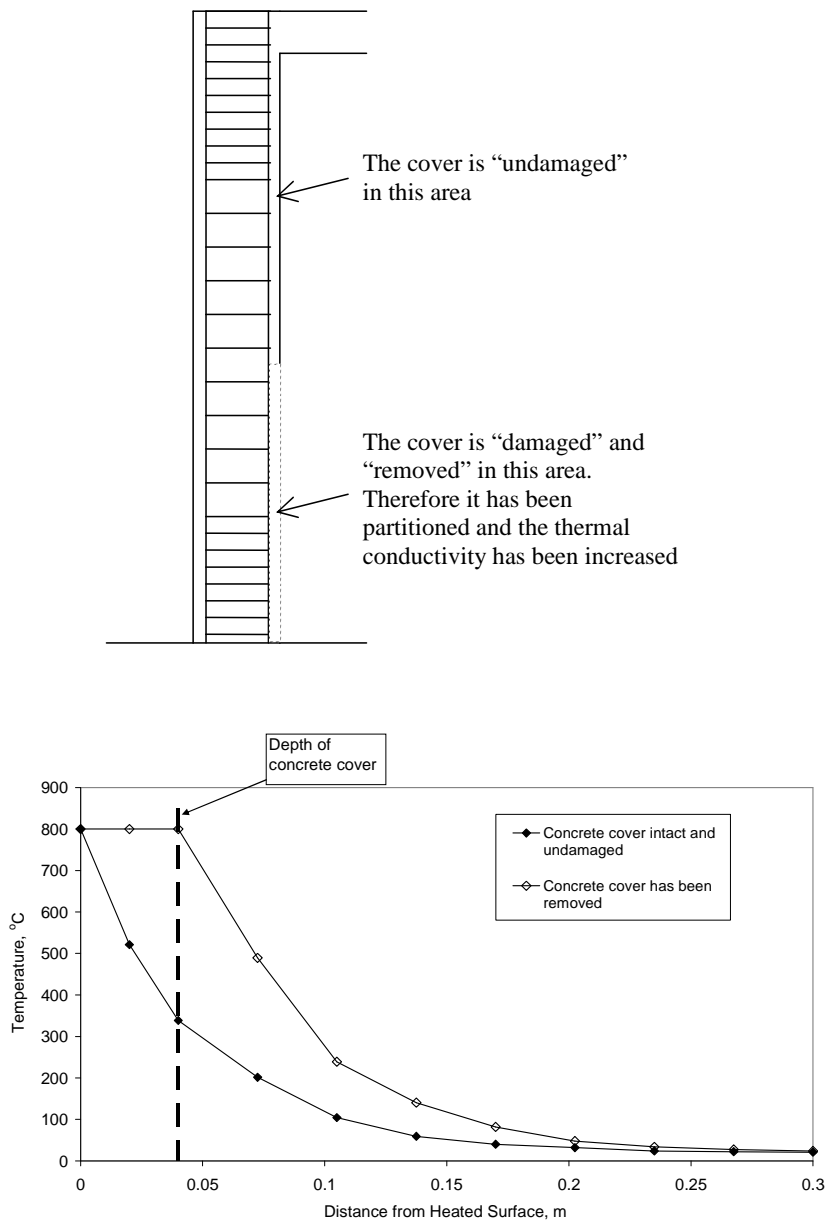 The cover is “undamaged”
in this area
The cover is “damaged” and
“removed” in this area.
Therefore it has been
partitioned and the thermal
conductivity has been increased
Depth of
concrete cover
900
800
700
600
500
400
300
200
100
0
Temperature, °C
Concrete cover intact and
undamaged
Concrete cover has been
removed
0 0.05 0.1 0.15 0.2 0.25 0.3
Distance from Heated Surface, m